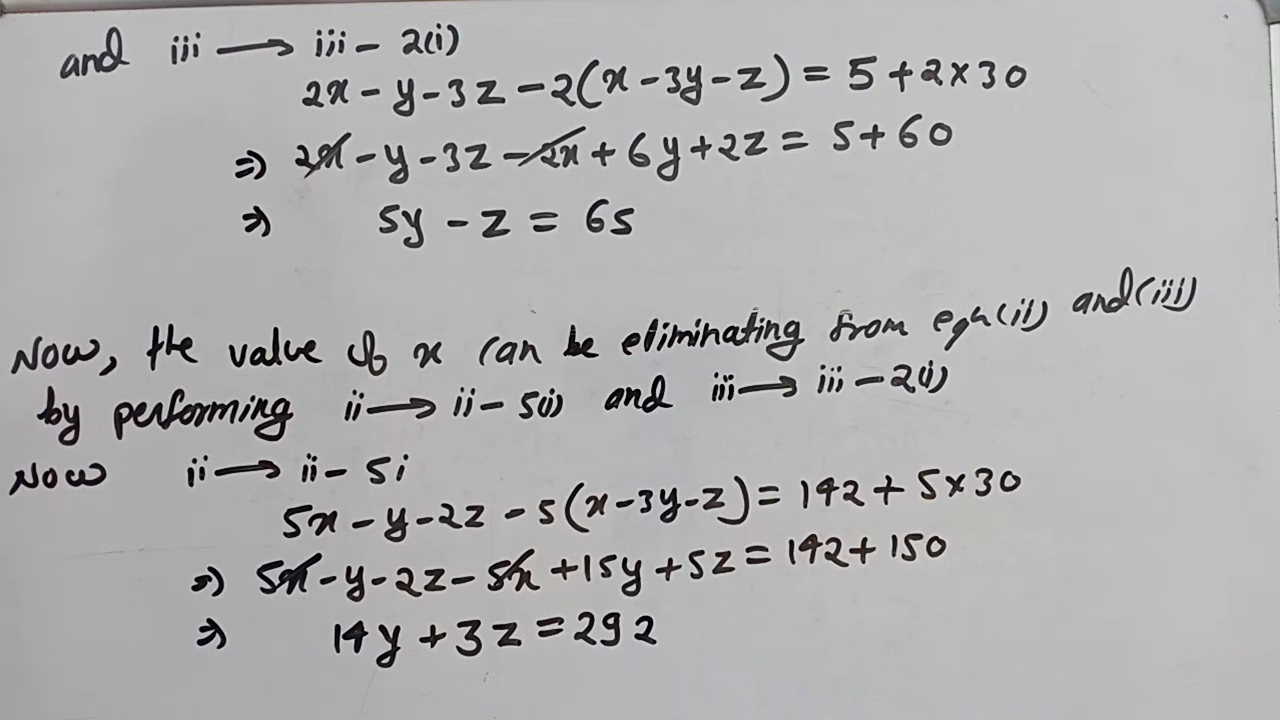 and iii → iii - 2(i)
2x - y - 3z - 2(x - 3y - z) = 5 + 2×30
⇒ 2x - y - 3z - 2x + 6y + 2z = 5 + 60
⇒ 5y - z = 65
Now, the value of x can be eliminating from eqn(ii) and (iii)
by performing ii → ii - 5(i) and iii → iii - 2(i)
Now ii → ii - 5i
5x - y - 2z - 5(x - 3y - z) = 142 + 5×30
⇒ 5x - y - 2z - 5x + 15y + 5z = 142 + 150
⇒ 14y + 3z = 292